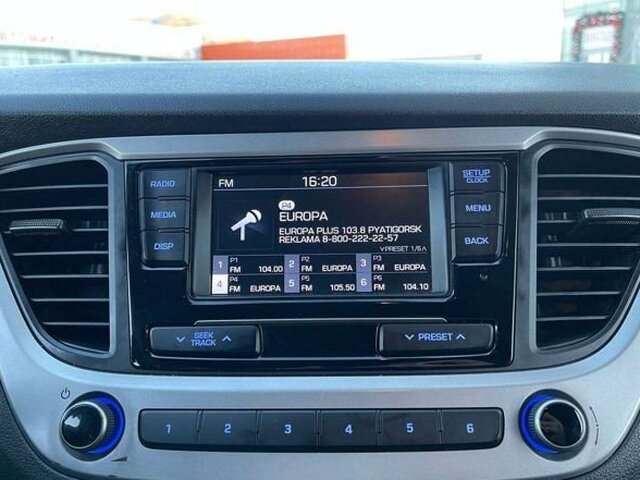 FM 16:20
RADIO
MEDIA
DISP
SETUP
CLOCK
MENU
BACK
P4
EUROPA
EUROPA PLUS 103.8 PYATIGORSK
REKLAMA 8-800-222-22-57
PRESET 1/6
1 P1 FM 104.00 2 P2 FM EUROPA 3 P3 FM EUROPA
4 P4 FM EUROPA 5 P5 FM 105.50 6 P6 FM 104.10
SEEK
TRACK
PRESET
1 2 3 4 5 6